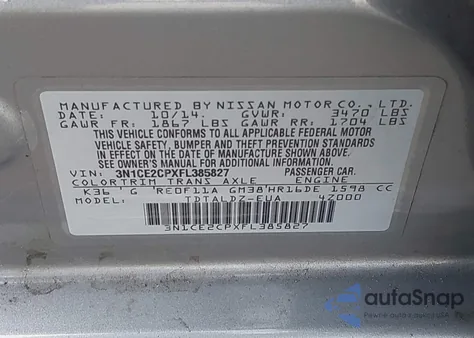 MANUFACTURED BY NISSAN MOTOR CO., LTD.
DATE: 10/14. GVWR: 3470 LBS
GAWR FR: 1867 LBS GAWR RR: 1704 LBS
THIS VEHICLE CONFORMS TO ALL APPLICABLE FEDERAL MOTOR
VEHICLE SAFETY, BUMPER AND THEFT PREVENTION STANDARDS
IN EFFECT ON THE DATE OF MANUFACTURE SHOWN ABOVE.
SEE OWNER'S MANUAL FOR ADDITIONAL INFORMATION.
VIN: 3N1CE2CPXFL385827 PASSENGER CAR.
COLOR TRIM TRANS AXLE ENGINE
K36 G RE0F11A GM38 HR16DE 1598 CC
MODEL: TDTALDZ-EUA 4Z000
3N1CE2CPXFL385827
autoSnap